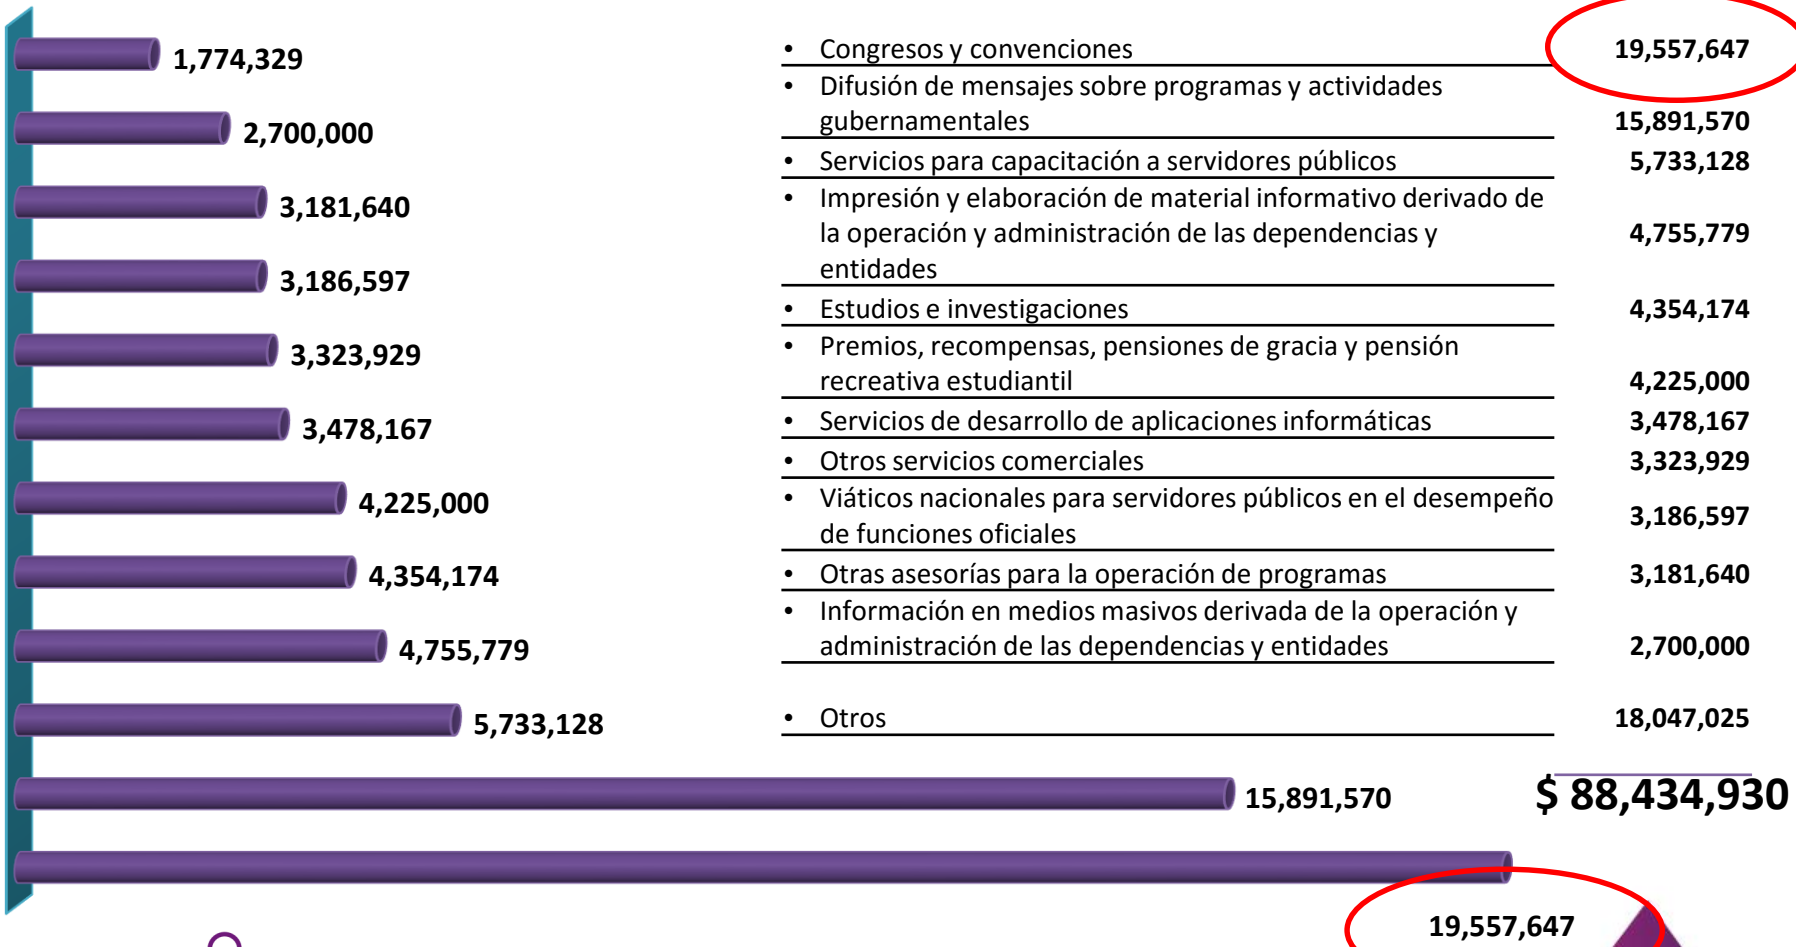 1,774,329
2,700,000
3,181,640
3,186,597
3,323,929
3,478,167
4,225,000
4,354,174
4,755,779
5,733,128
15,891,570
19,557,647
• Congresos y convenciones 19,557,647
• Difusión de mensajes sobre programas y actividades
gubernamentales 15,891,570
• Servicios para capacitación a servidores públicos 5,733,128
• Impresión y elaboración de material informativo derivado de
la operación y administración de las dependencias y 4,755,779
entidades
• Estudios e investigaciones 4,354,174
• Premios, recompensas, pensiones de gracia y pensión
recreativa estudiantil 4,225,000
• Servicios de desarrollo de aplicaciones informáticas 3,478,167
• Otros servicios comerciales 3,323,929
• Viáticos nacionales para servidores públicos en el desempeño
de funciones oficiales 3,186,597
• Otras asesorías para la operación de programas 3,181,640
• Información en medios masivos derivada de la operación y
administración de las dependencias y entidades 2,700,000
• Otros 18,047,025
$ 88,434,930